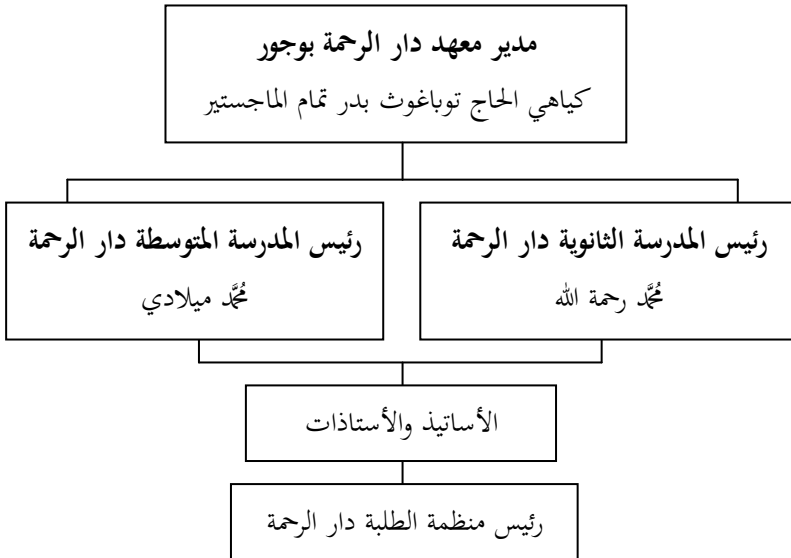 مدير معهد دار الرحمة بوجور
كياهي الحاج توباغوث بدر تمام الماجستير
رئيس المدرسة الثانوية دار الرحمة
مُحَمَّد رحمة الله
رئيس المدرسة المتوسطة دار الرحمة
مُحَمَّد ميلادي
الأساتيذ والأستاذات
رئيس منظمة الطلبة دار الرحمة